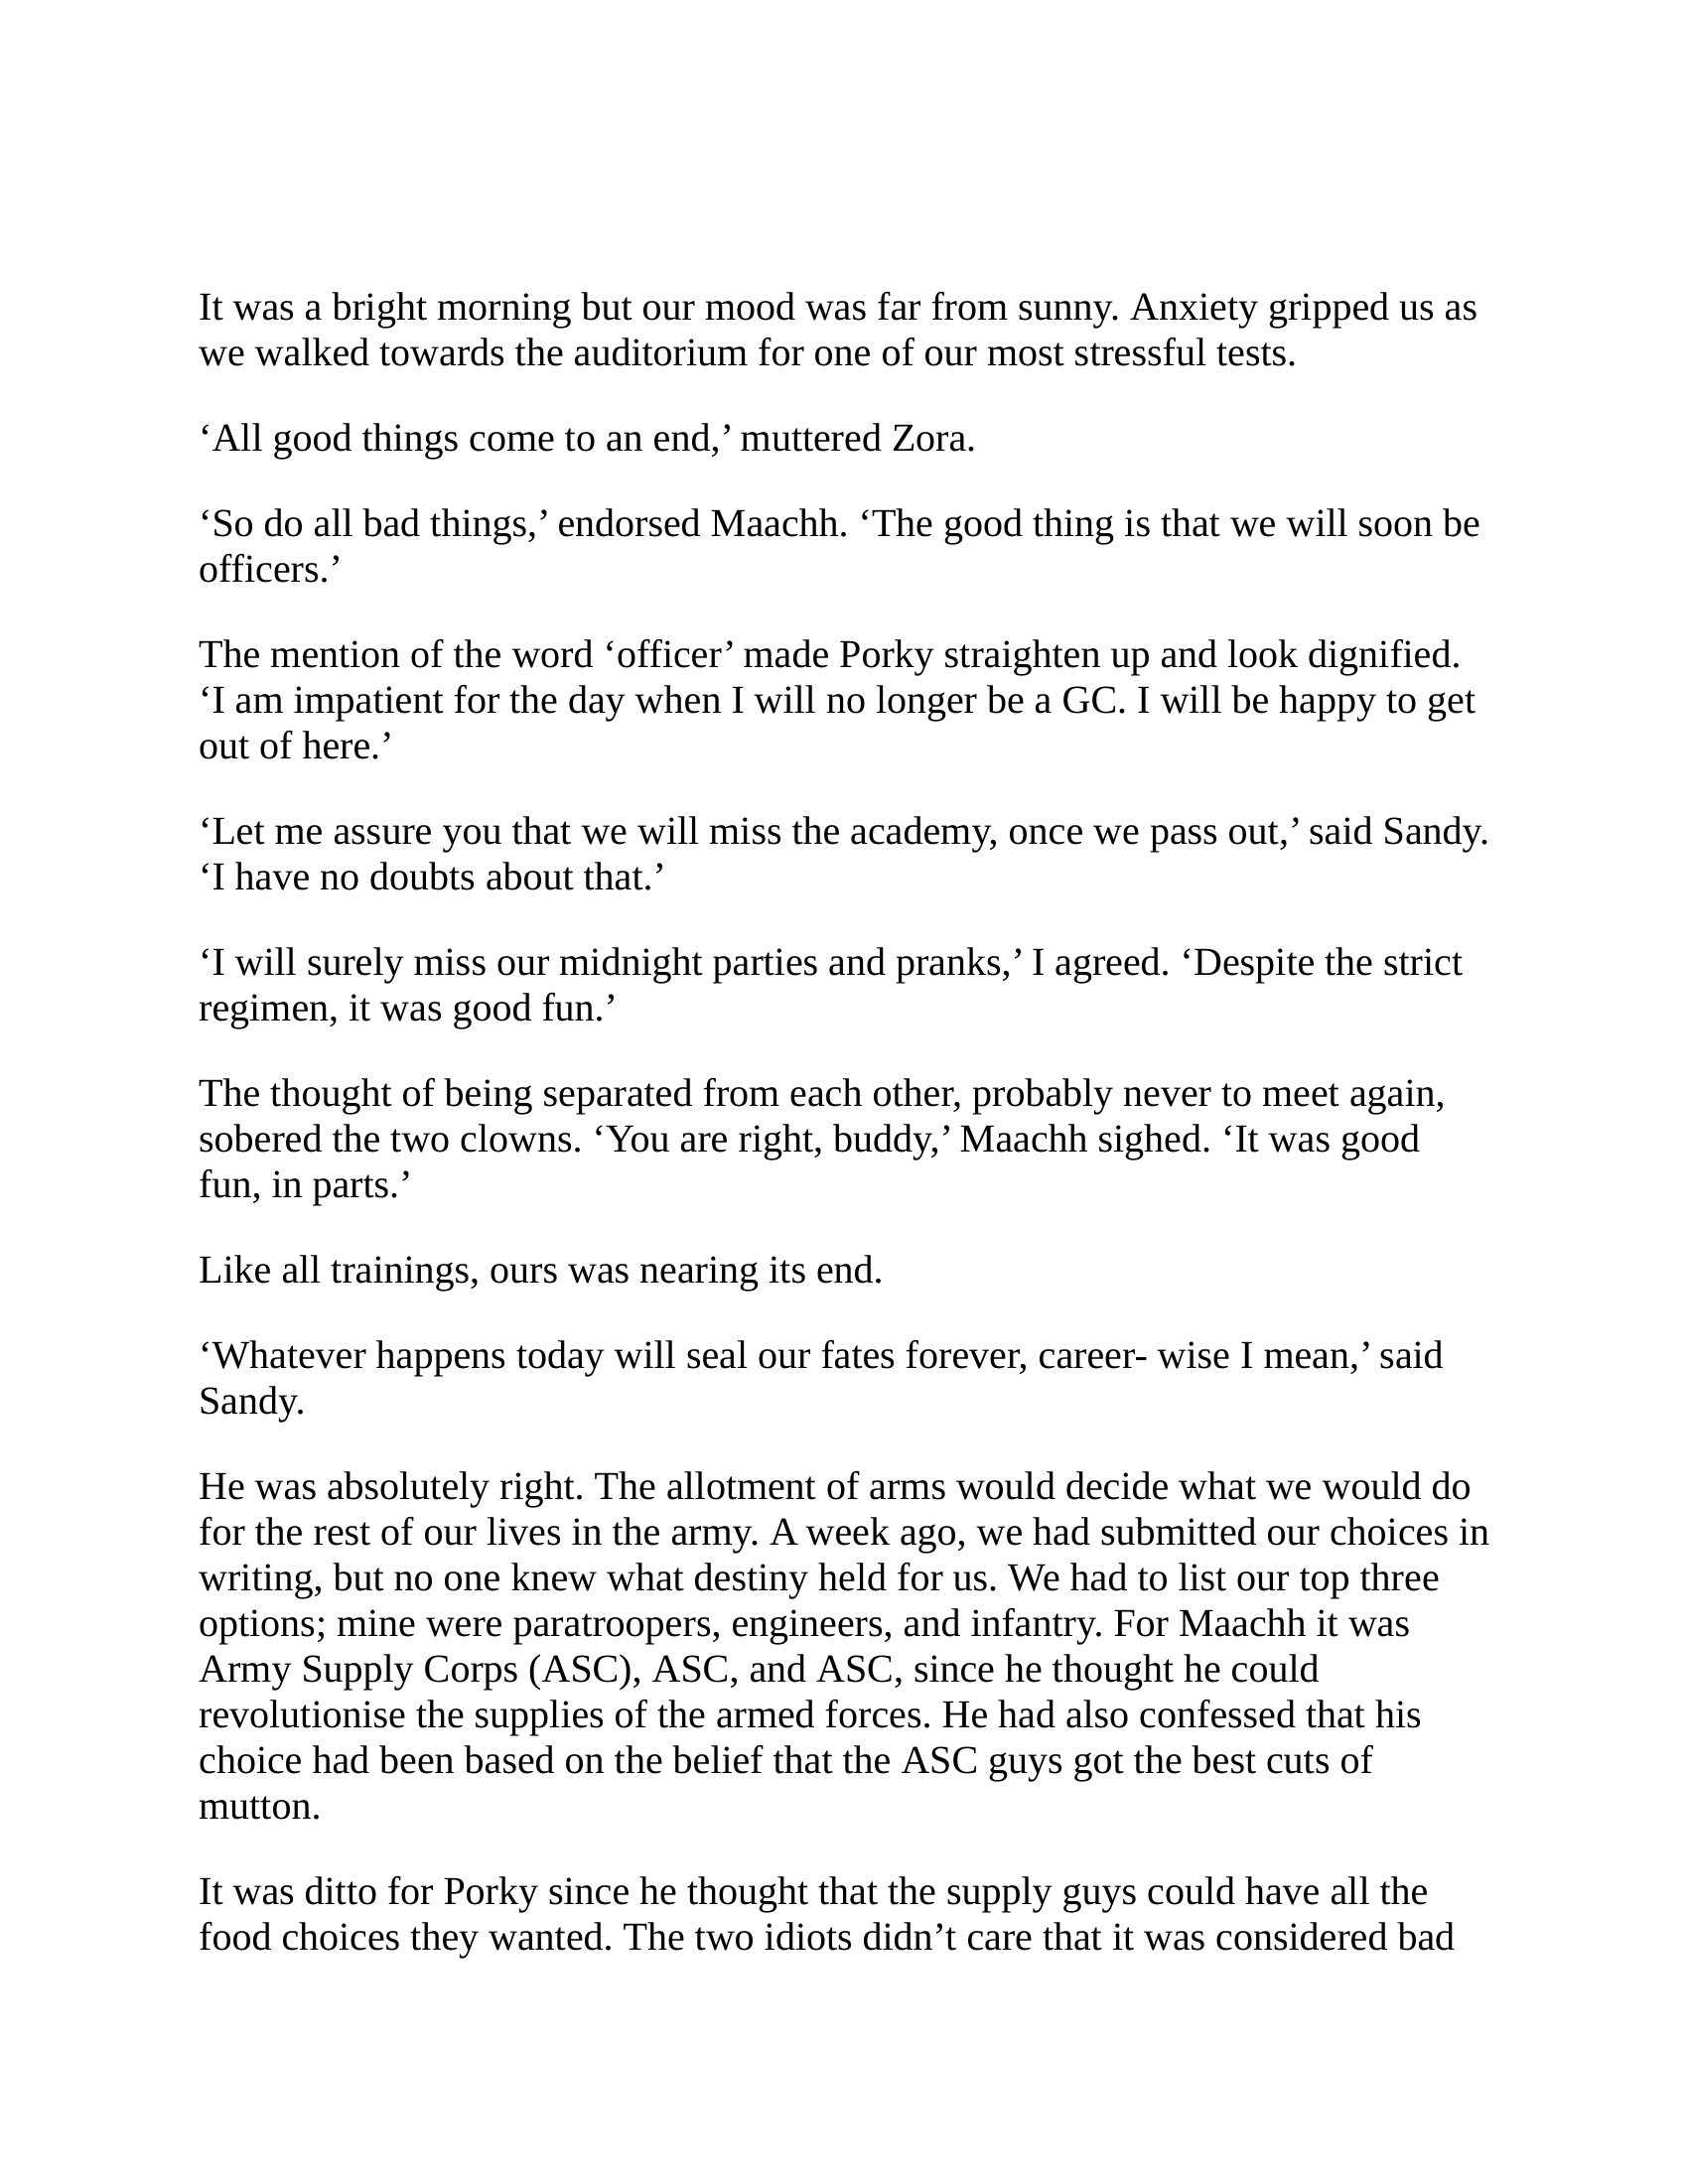 It was a bright morning but our mood was far from sunny. Anxiety gripped us as
we walked towards the auditorium for one of our most stressful tests.
‘All good things come to an end,’ muttered Zora.
‘So do all bad things,’ endorsed Maachh. ‘The good thing is that we will soon be
officers.’
The mention of the word ‘officer’ made Porky straighten up and look dignified.
‘I am impatient for the day when I will no longer be a GC. I will be happy to get
out of here.’
‘Let me assure you that we will miss the academy, once we pass out,’ said Sandy.
‘I have no doubts about that.’
‘I will surely miss our midnight parties and pranks,’ I agreed. ‘Despite the strict
regimen, it was good fun.’
The thought of being separated from each other, probably never to meet again,
sobered the two clowns. ‘You are right, buddy,’ Maachh sighed. ‘It was good
fun, in parts.’
Like all trainings, ours was nearing its end.
‘Whatever happens today will seal our fates forever, career- wise I mean,’ said
Sandy.
He was absolutely right. The allotment of arms would decide what we would do
for the rest of our lives in the army. A week ago, we had submitted our choices in
writing, but no one knew what destiny held for us. We had to list our top three
options; mine were paratroopers, engineers, and infantry. For Maachh it was
Army Supply Corps (ASC), ASC, and ASC, since he thought he could
revolutionise the supplies of the armed forces. He had also confessed that his
choice had been based on the belief that the ASC guys got the best cuts of
mutton.
It was ditto for Porky since he thought that the supply guys could have all the
food choices they wanted. The two idiots didn’t care that it was considered bad